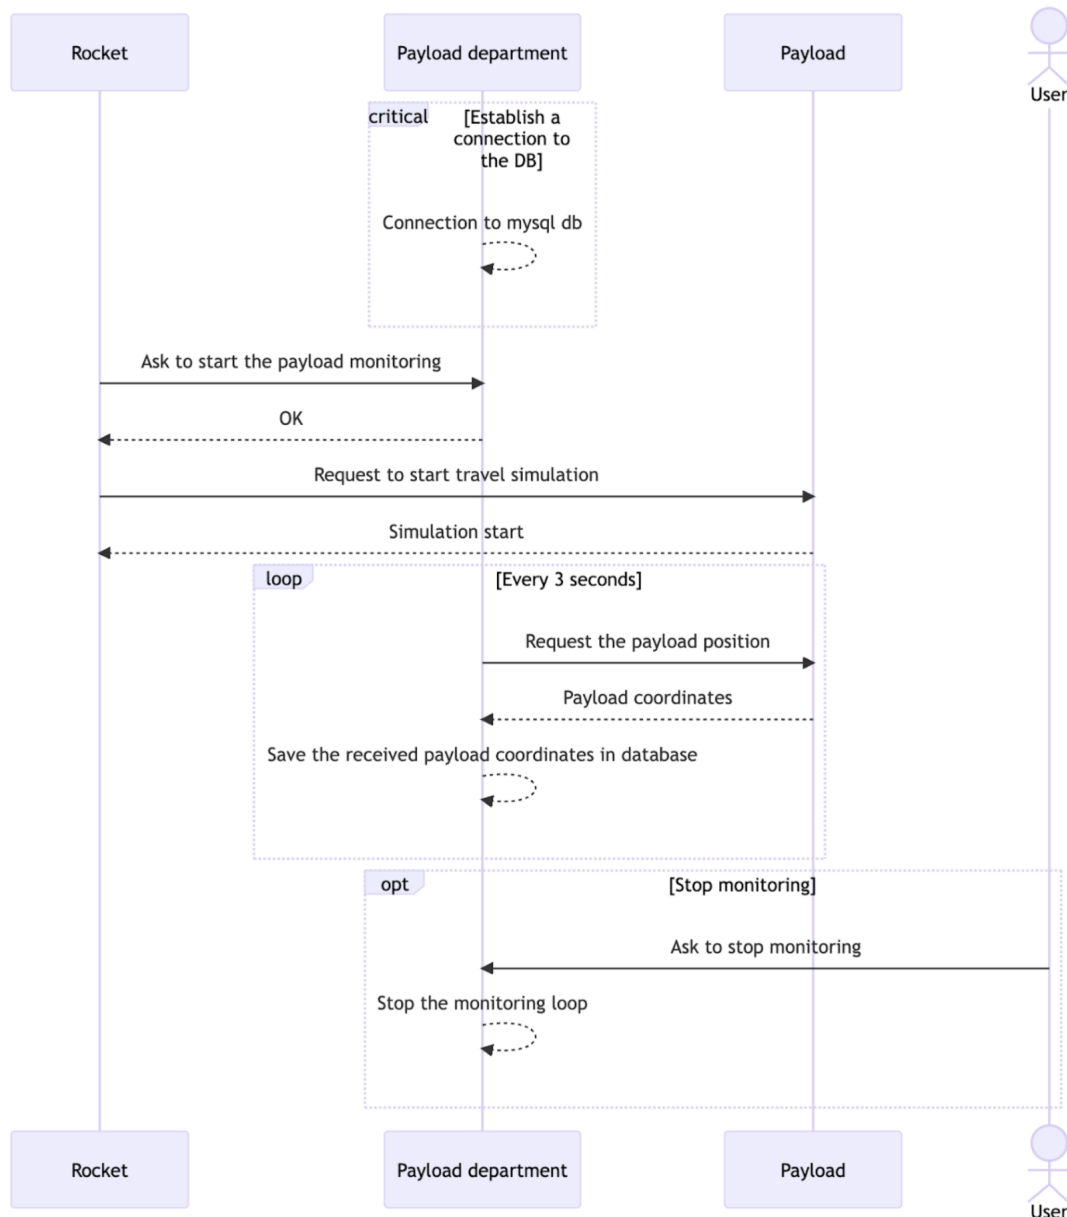 Rocket
Payload department
Payload
User
critical
[Establish a
connection to
the DB]
Connection to mysql db
Ask to start the payload monitoring
OK
Request to start travel simulation
Simulation start
loop
[Every 3 seconds]
Request the payload position
Payload coordinates
Save the received payload coordinates in database
opt
[Stop monitoring]
Ask to stop monitoring
Stop the monitoring loop
Rocket
Payload department
Payload
User